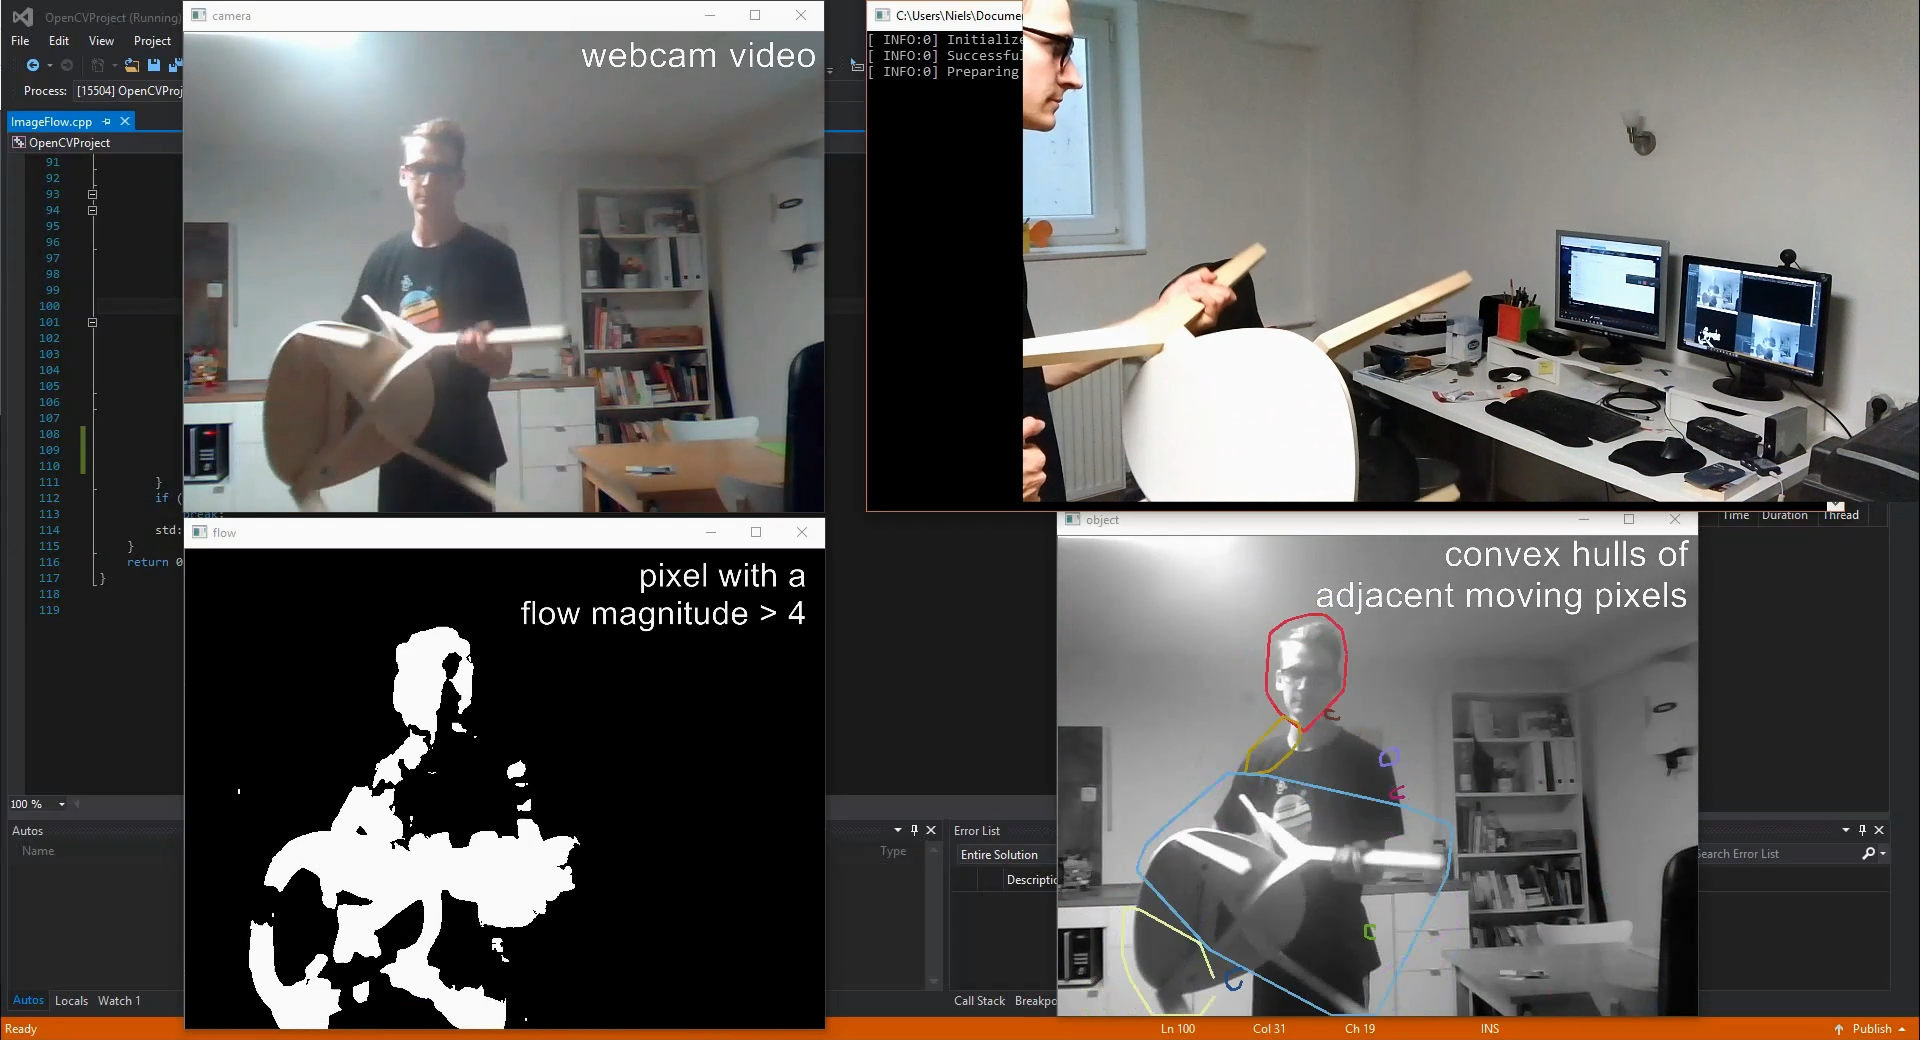 OpenCVProject (Running)
File Edit View Project
Process: [15504] OpenCVProj
ImageFlow.cpp
OpenCVProject
91
92
93
94
95
96
97
98
99
100
101
102
103
104
105
106
107
108
109
110
111 }
112 if (
113 break;
114 std:
115 }
116 return 0
117 }
118
119
100 %
camera
webcam video
C:\Users\Niels\Docume
[ INFO:0] Initialize
[ INFO:0] Successfu
[ INFO:0] Preparing
flow
pixel with a
flow magnitude > 4
object
convex hulls of
adjacent moving pixels
Time Duration Thread
Autos
Name Type
Autos Locals Watch 1
Error List
Entire Solution
Search Error List
Descriptio
Call Stack Breakpo
Ready Ln 100 Col 31 Ch 19 INS Publish